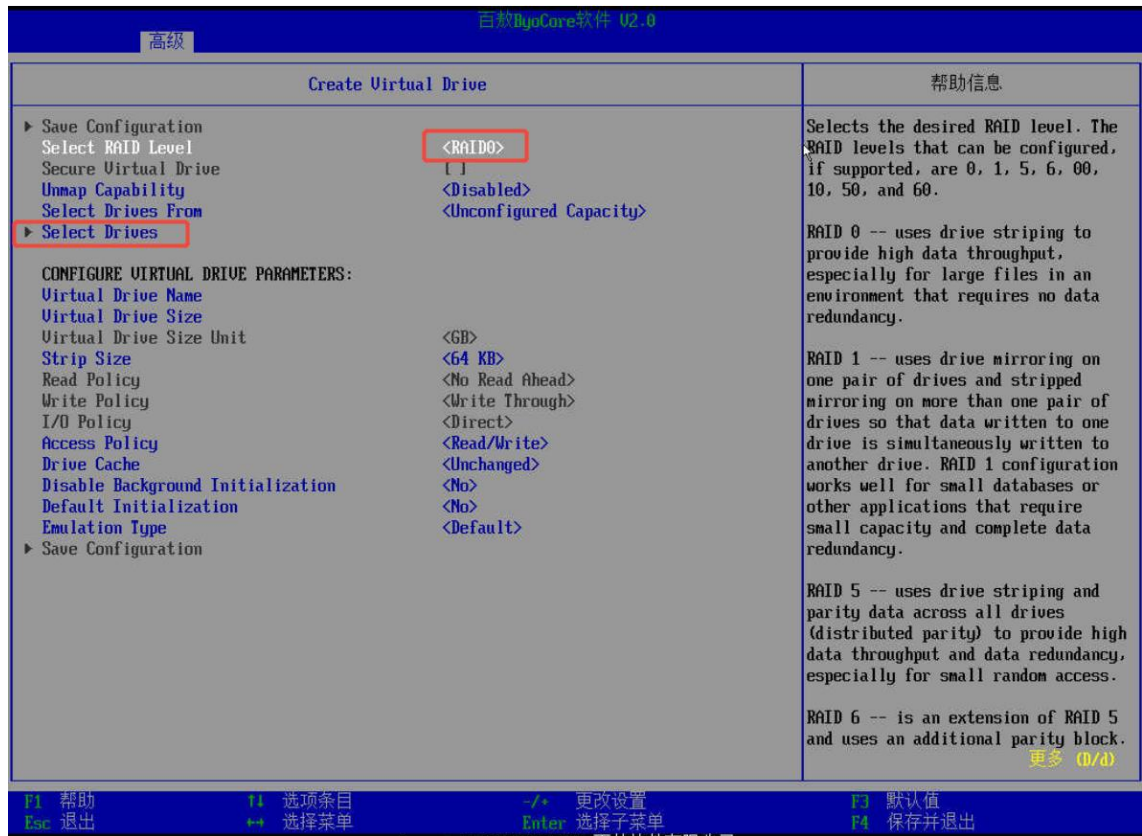 百敖ByoCore软件 V2.0
高级
Create Virtual Drive
▶ Save Configuration
Select RAID Level <RAID0>
Secure Virtual Drive [ ]
Unmap Capability <Disabled>
Select Drives From <Unconfigured Capacity>
▶ Select Drives
CONFIGURE VIRTUAL DRIVE PARAMETERS:
Virtual Drive Name
Virtual Drive Size
Virtual Drive Size Unit <GB>
Strip Size <64 KB>
Read Policy <No Read Ahead>
Write Policy <Write Through>
I/O Policy <Direct>
Access Policy <Read/Write>
Drive Cache <Unchanged>
Disable Background Initialization <No>
Default Initialization <No>
Emulation Type <Default>
▶ Save Configuration
帮助信息
Selects the desired RAID level. The
RAID levels that can be configured,
if supported, are 0, 1, 5, 6, 00,
10, 50, and 60.
RAID 0 -- uses drive striping to
provide high data throughput,
especially for large files in an
environment that requires no data
redundancy.
RAID 1 -- uses drive mirroring on
one pair of drives and stripped
mirroring on more than one pair of
drives so that data written to one
drive is simultaneously written to
another drive. RAID 1 configuration
works well for small databases or
other applications that require
small capacity and complete data
redundancy.
RAID 5 -- uses drive striping and
parity data across all drives
(distributed parity) to provide high
data throughput and data redundancy,
especially for small random access.
RAID 6 -- is an extension of RAID 5
and uses an additional parity block.
更多 (D/d)
F1 帮助 ↑↓ 选项条目 -/+ 更改设置 F3 默认值
Esc 退出 ←→ 选择菜单 Enter 选择子菜单 F4 保存并退出